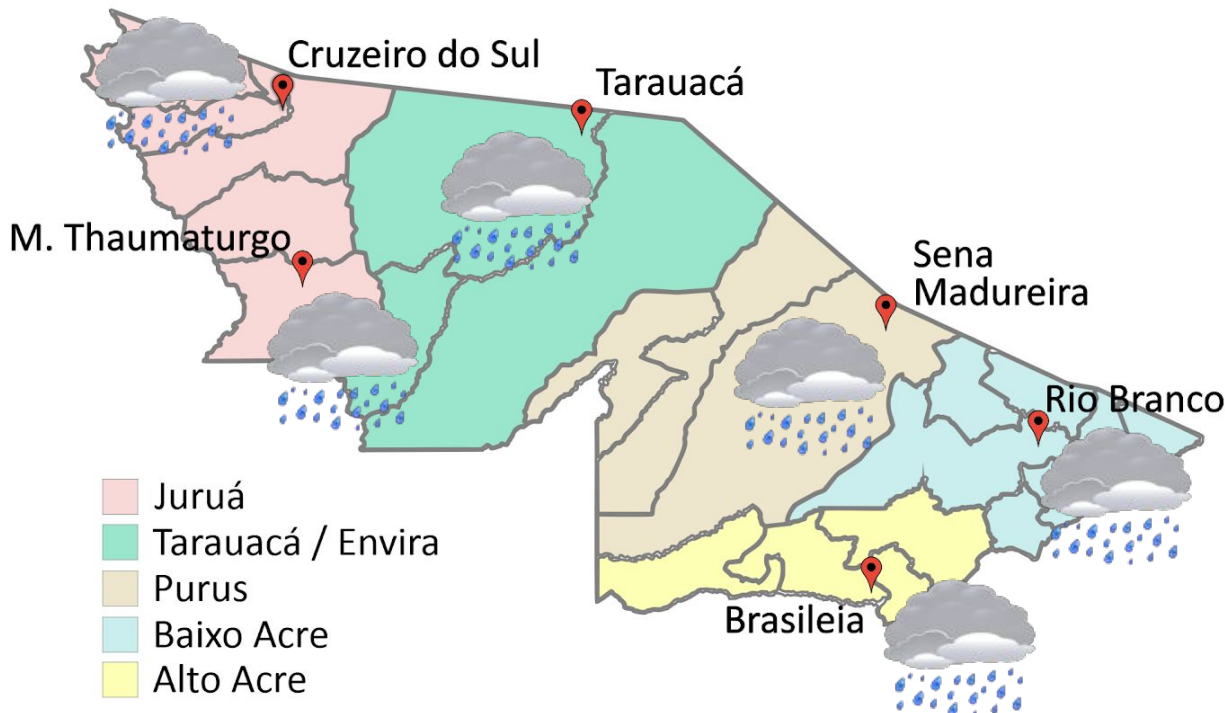 Cruzeiro do Sul
Tarauacá
M. Thaumaturgo
Sena
Madureira
Rio Branco
Brasileia
Juruá
Tarauacá / Envira
Purus
Baixo Acre
Alto Acre